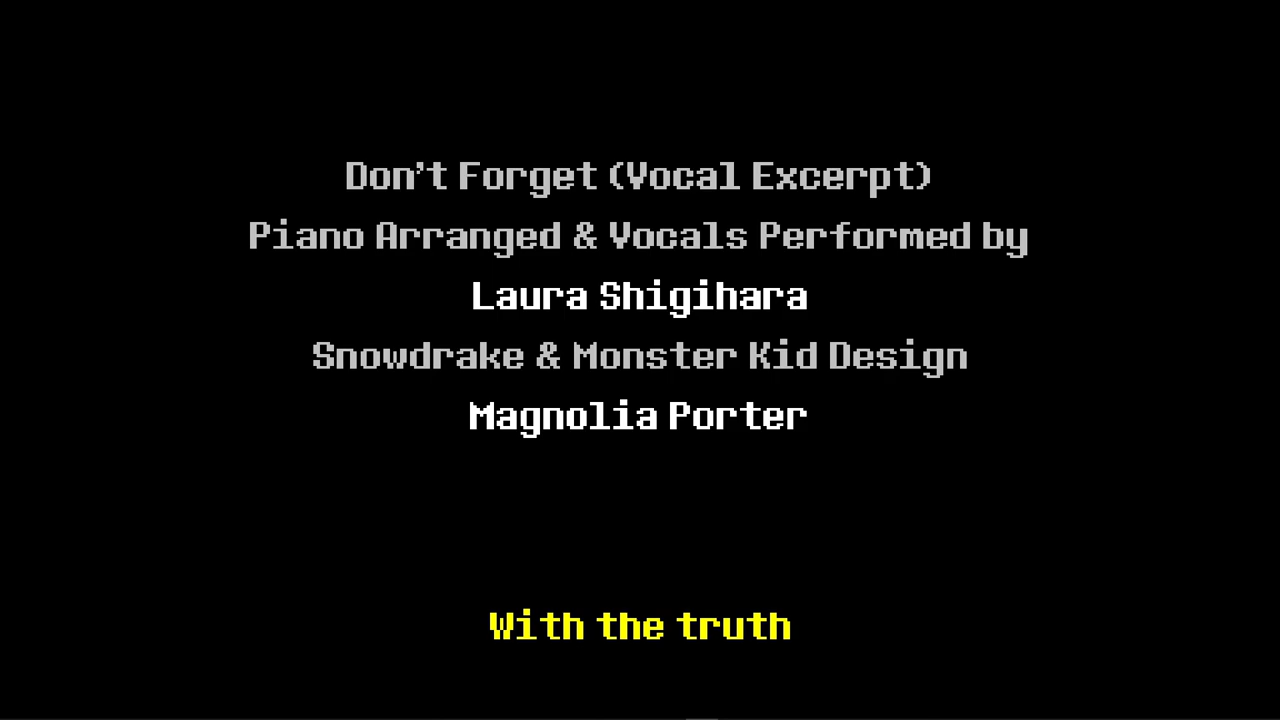 Don't Forget (Vocal Excerpt)
Piano Arranged & Vocals Performed by
Laura Shigihara
Snowdrake & Monster Kid Design
Magnolia Porter
With the truth